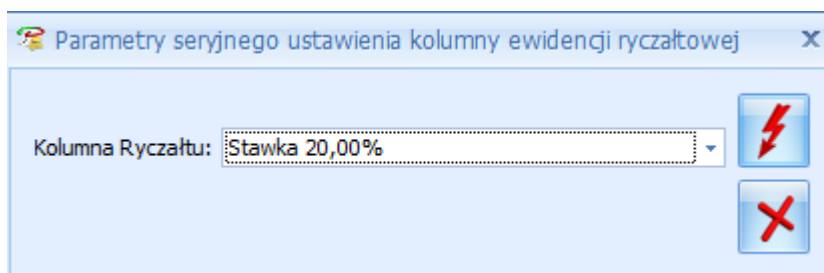 Parametry seryjnego ustawienia kolumny ewidencji ryczałtowej
Kolumna Ryczałtu: Stawka 20,00%